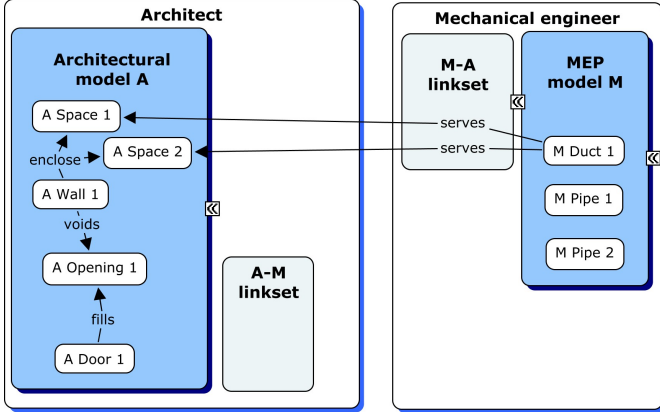 Architect
Architectural
model A
A Space 1
A Space 2
enclose
A Wall 1
voids
A Opening 1
fills
A Door 1
A-M
linkset
Mechanical engineer
M-A
linkset
serves
serves
MEP
model M
M Duct 1
M Pipe 1
M Pipe 2